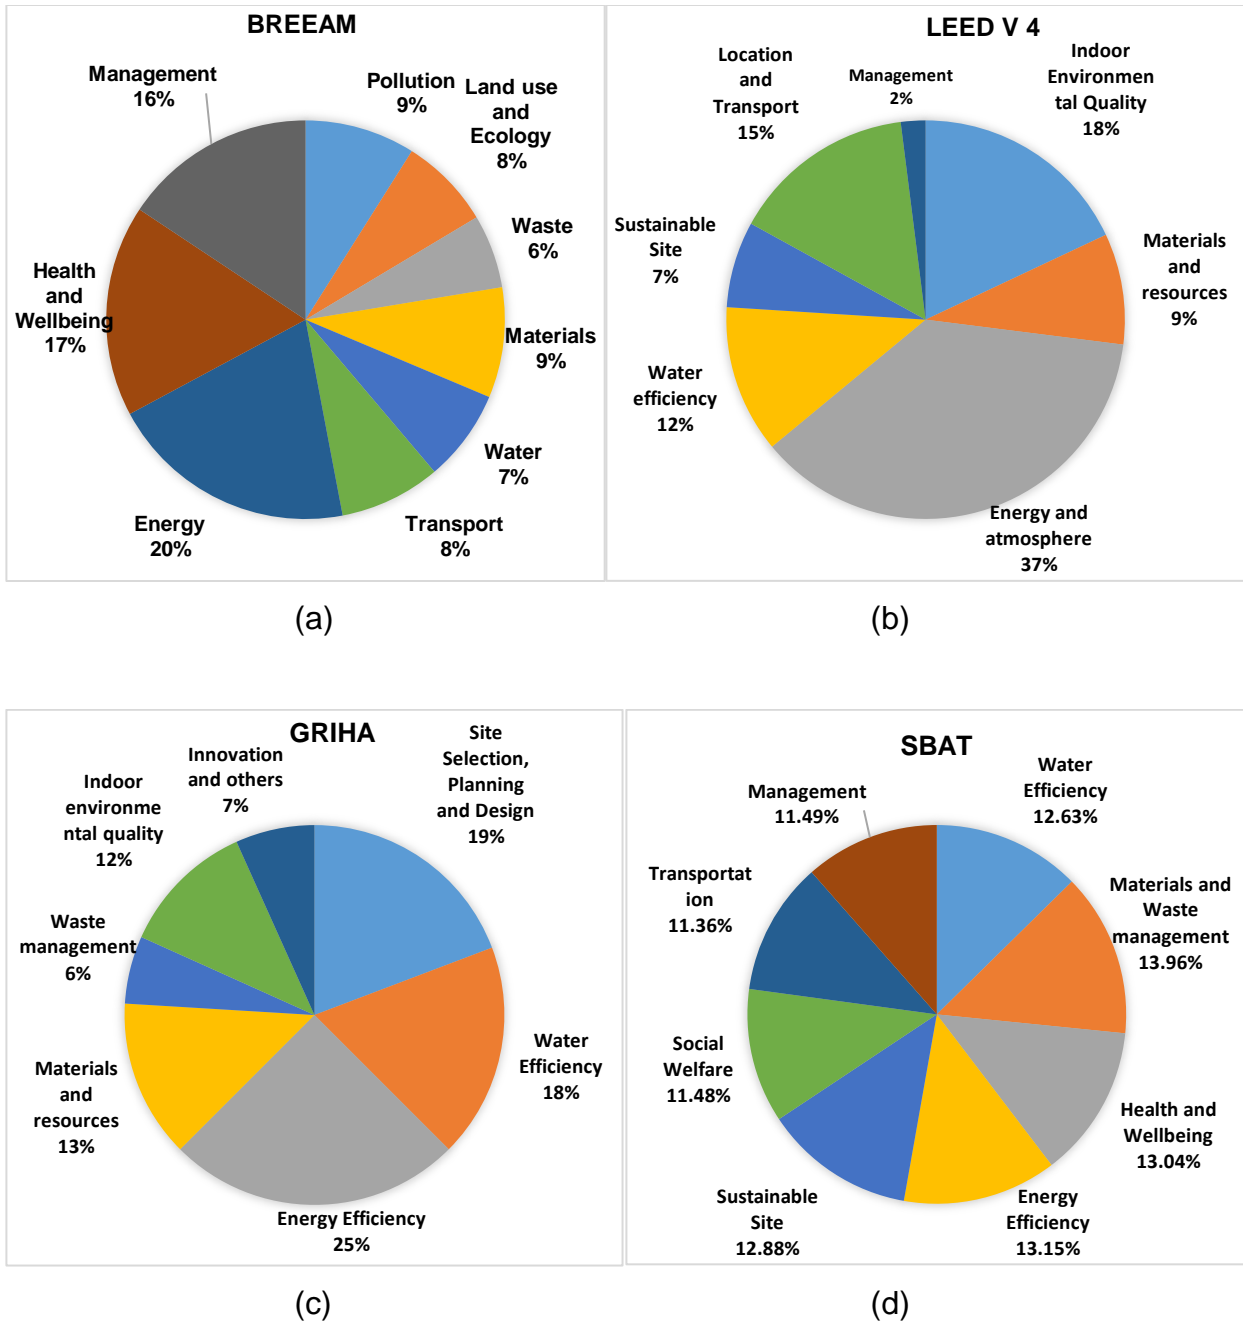 BREEAM
Management
16%
Pollution
9%
Land use
and
Ecology
8%
Waste
6%
Health
and
Wellbeing
17%
Materials
9%
Water
7%
Energy
20%
Transport
8%
(a)
LEED V 4
Location
and
Transport
15%
Management
2%
Indoor
Environmen
tal Quality
18%
Sustainable
Site
7%
Materials
and
resources
9%
Water
efficiency
12%
Energy and
atmosphere
37%
(b)
GRIHA
Innovation
and others
7%
Site
Selection,
Planning
and Design
19%
Indoor
environme
ntal quality
12%
Waste
management
6%
Water
Efficiency
18%
Materials
and
resources
13%
Energy Efficiency
25%
(c)
SBAT
Management
11.49%
Water
Efficiency
12.63%
Transportat
ion
11.36%
Materials and
Waste
management
13.96%
Social
Welfare
11.48%
Health and
Wellbeing
13.04%
Sustainable
Site
12.88%
Energy
Efficiency
13.15%
(d)